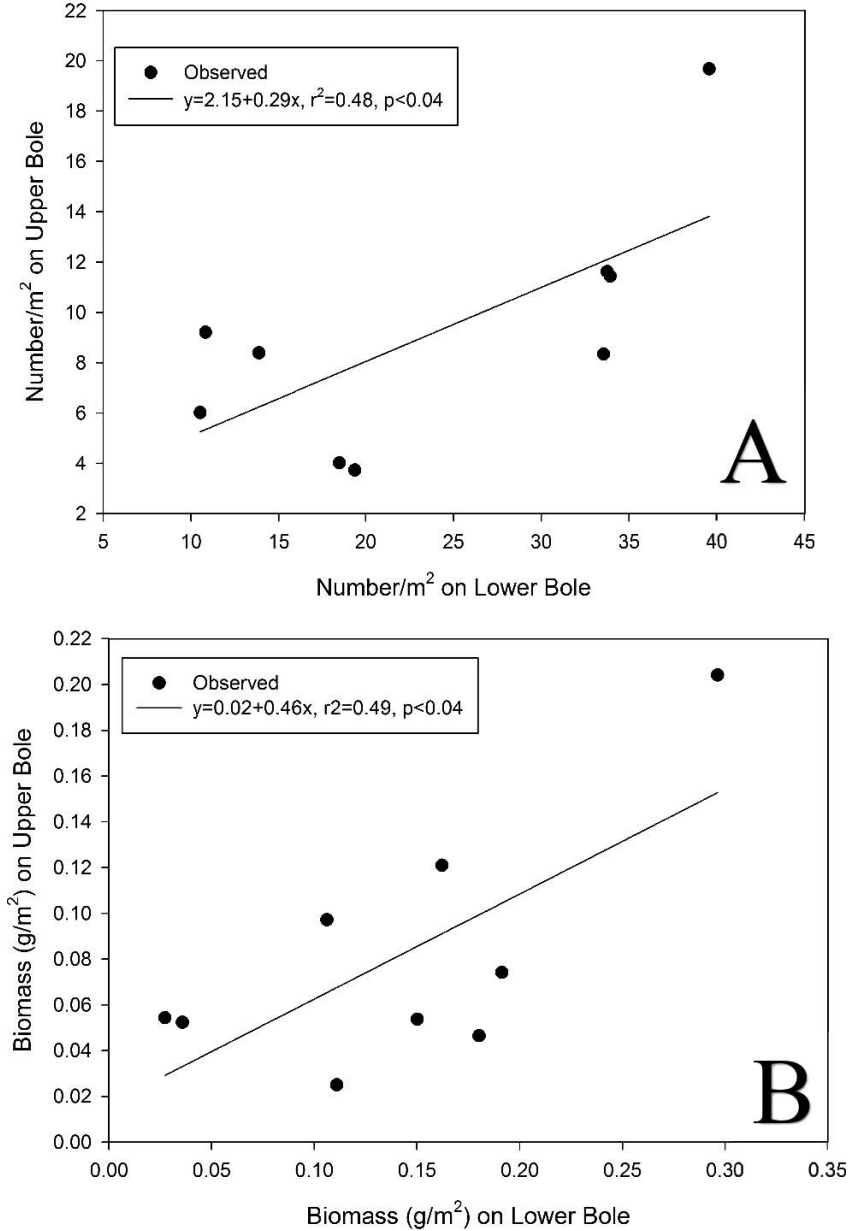 22
20
18
16
14
12
10
8
6
4
2
Number/m² on Upper Bole
Observed
y=2.15+0.29x, r²=0.48, p<0.04
A
5 10 15 20 25 30 35 40 45
Number/m² on Lower Bole
0.22
0.20
0.18
0.16
0.14
0.12
0.10
0.08
0.06
0.04
0.02
0.00
Biomass (g/m²) on Upper Bole
Observed
y=0.02+0.46x, r2=0.49, p<0.04
B
0.00 0.05 0.10 0.15 0.20 0.25 0.30 0.35
Biomass (g/m²) on Lower Bole